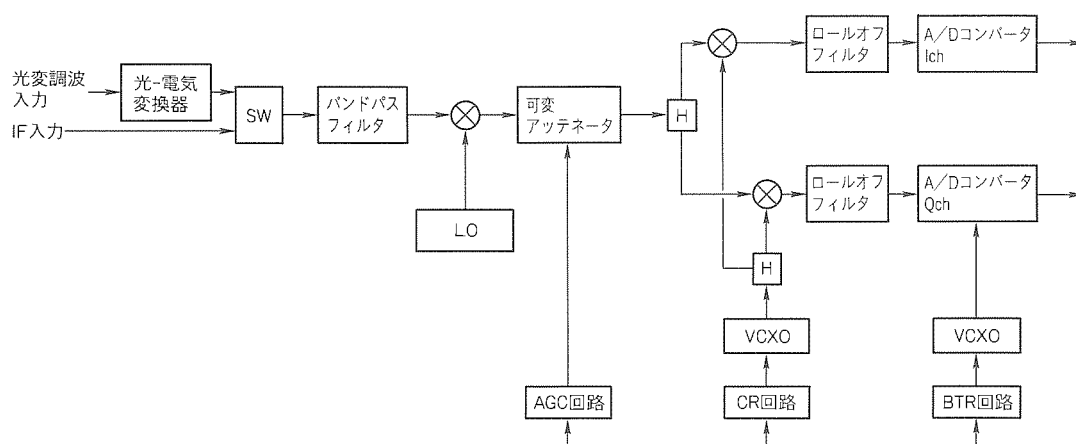 光変調波
入力
光-電気
変換器
IF入力
SW
バンドパス
フィルタ
LO
可変
アッテネータ
H
ロールオフ
フィルタ
A/Dコンバータ
Ich
ロールオフ
フィルタ
A/Dコンバータ
Qch
H
VCXO
VCXO
AGC回路
CR回路
BTR回路